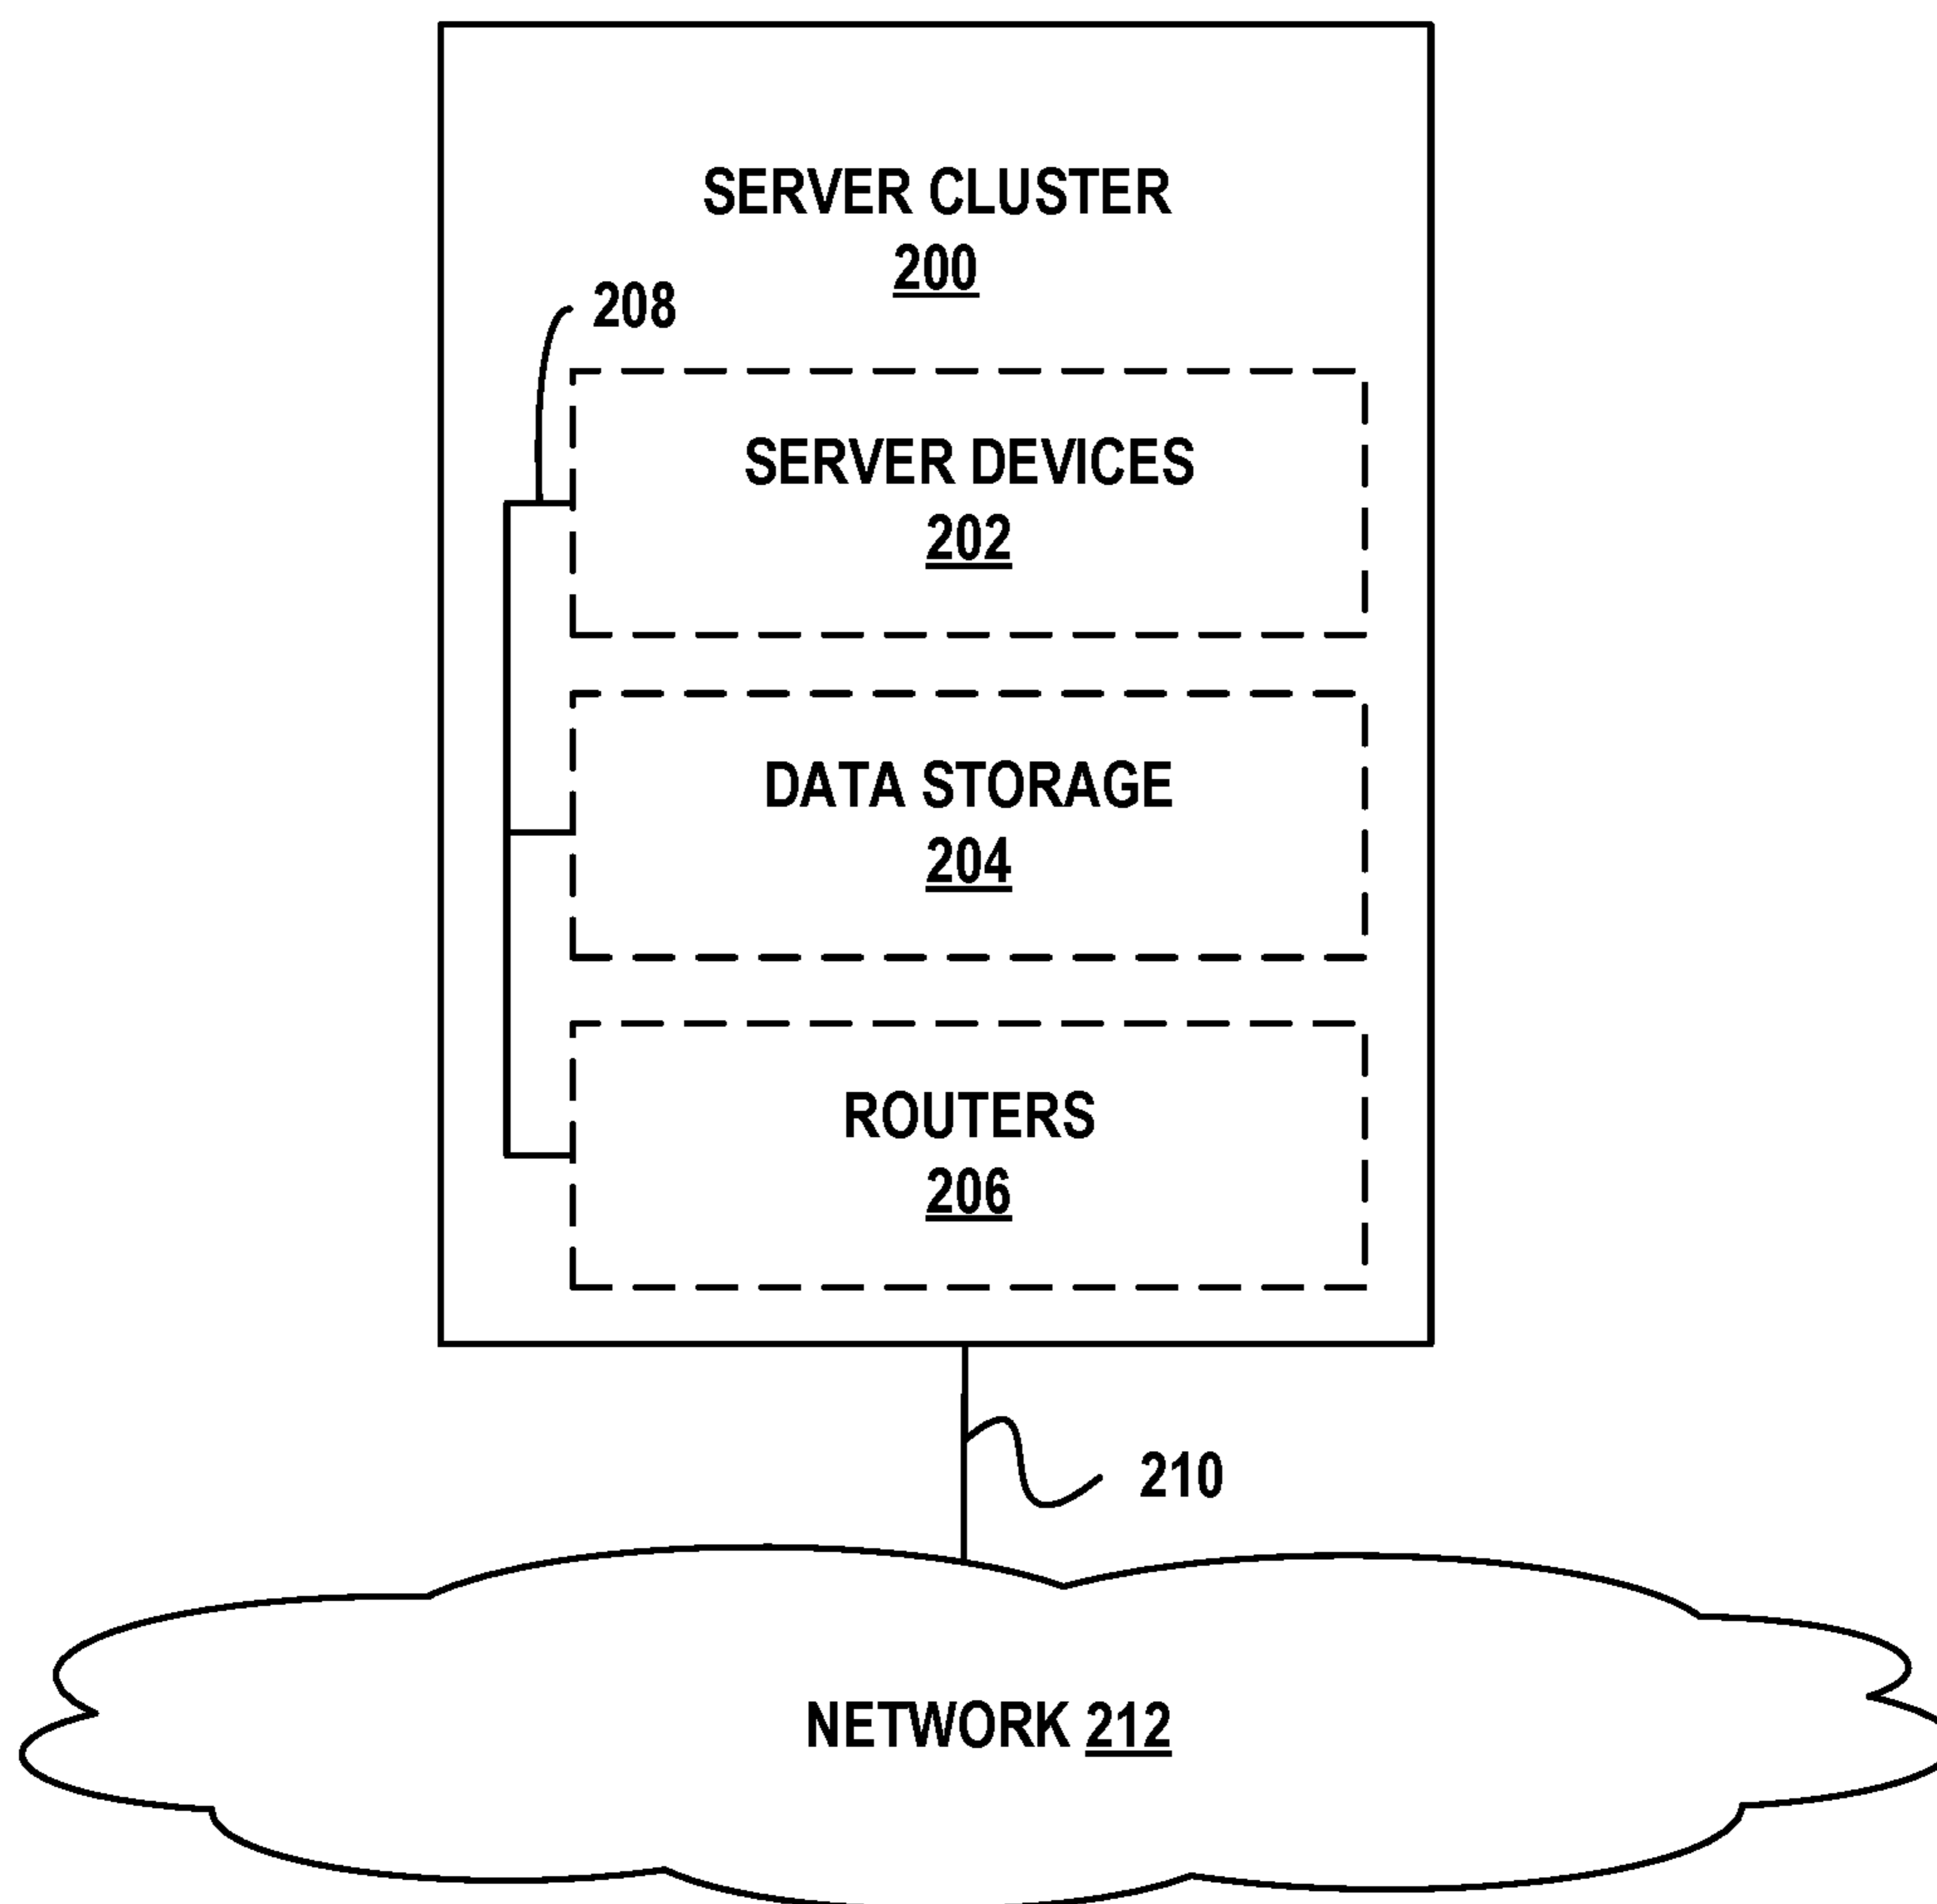 SERVER CLUSTER
200
208
SERVER DEVICES
202
DATA STORAGE
204
ROUTERS
206
210
NETWORK 212